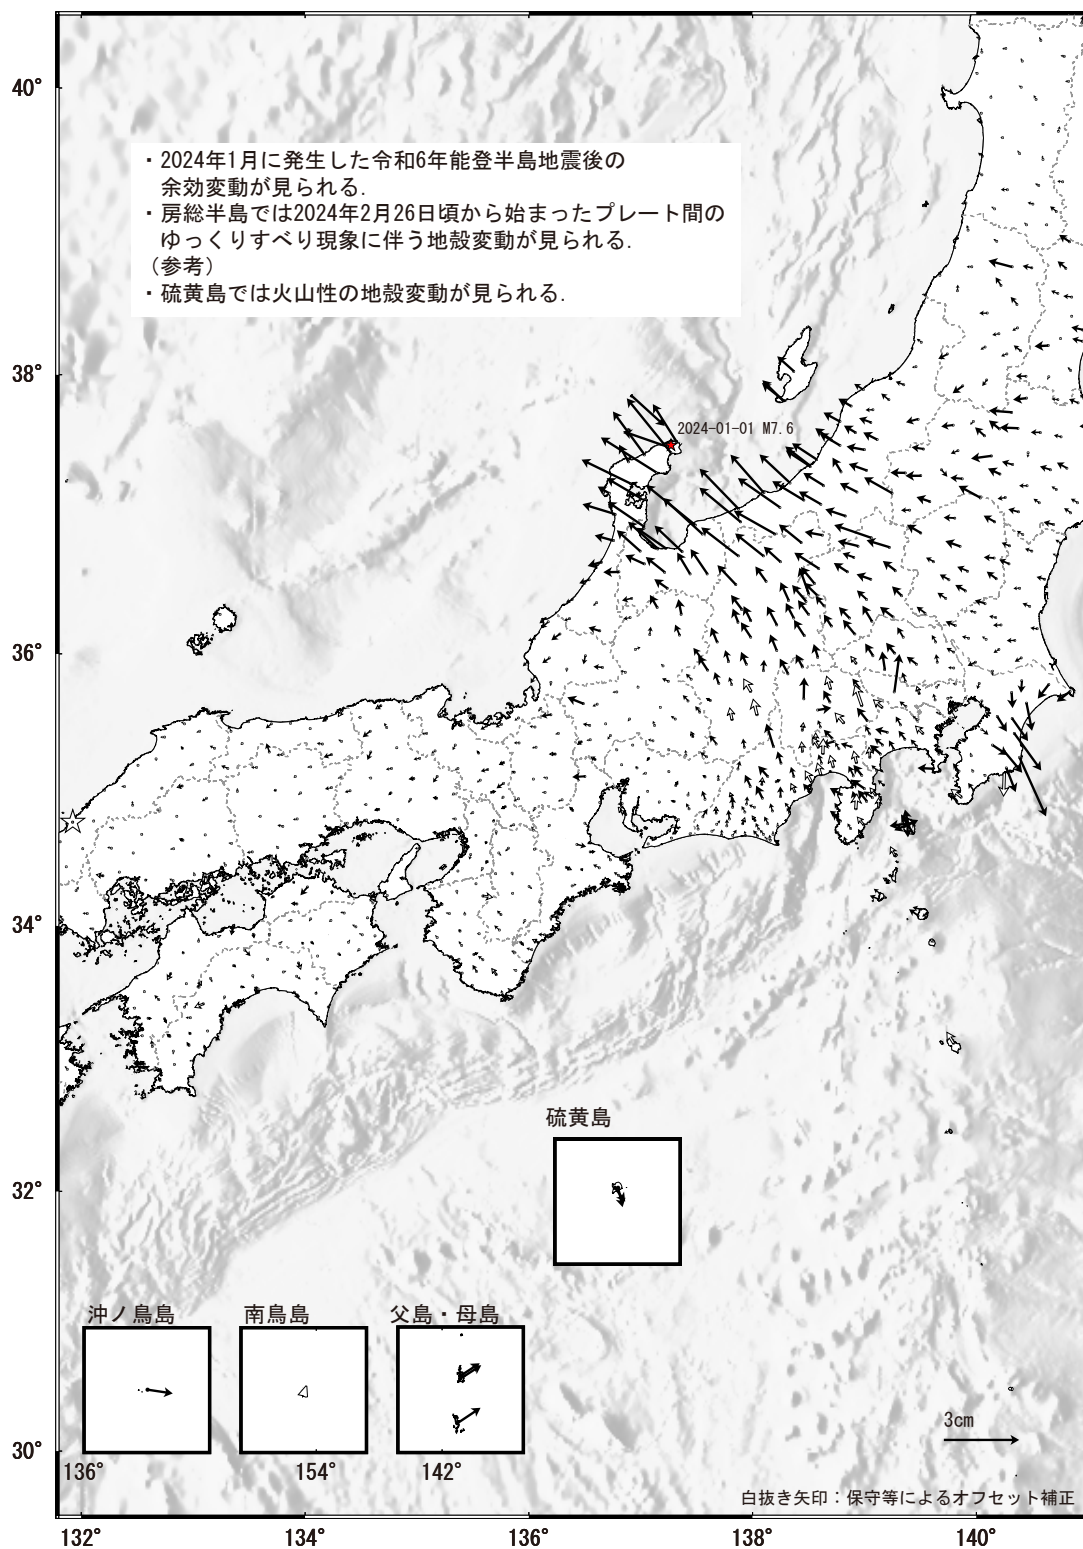 40°
・2024年1月に発生した令和6年能登半島地震後の
余効変動が見られる.
・房総半島では2024年2月26日頃から始まったプレート間の
ゆっくりすべり現象に伴う地殻変動が見られる.
（参考）
・硫黄島では火山性の地殻変動が見られる.
38°
2024-01-01 M7.6
36°
34°
硫黄島
32°
沖ノ鳥島
南鳥島
父島・母島
3cm
30°
136°
154°
142°
白抜き矢印：保守等によるオフセット補正
132°
134°
136°
138°
140°